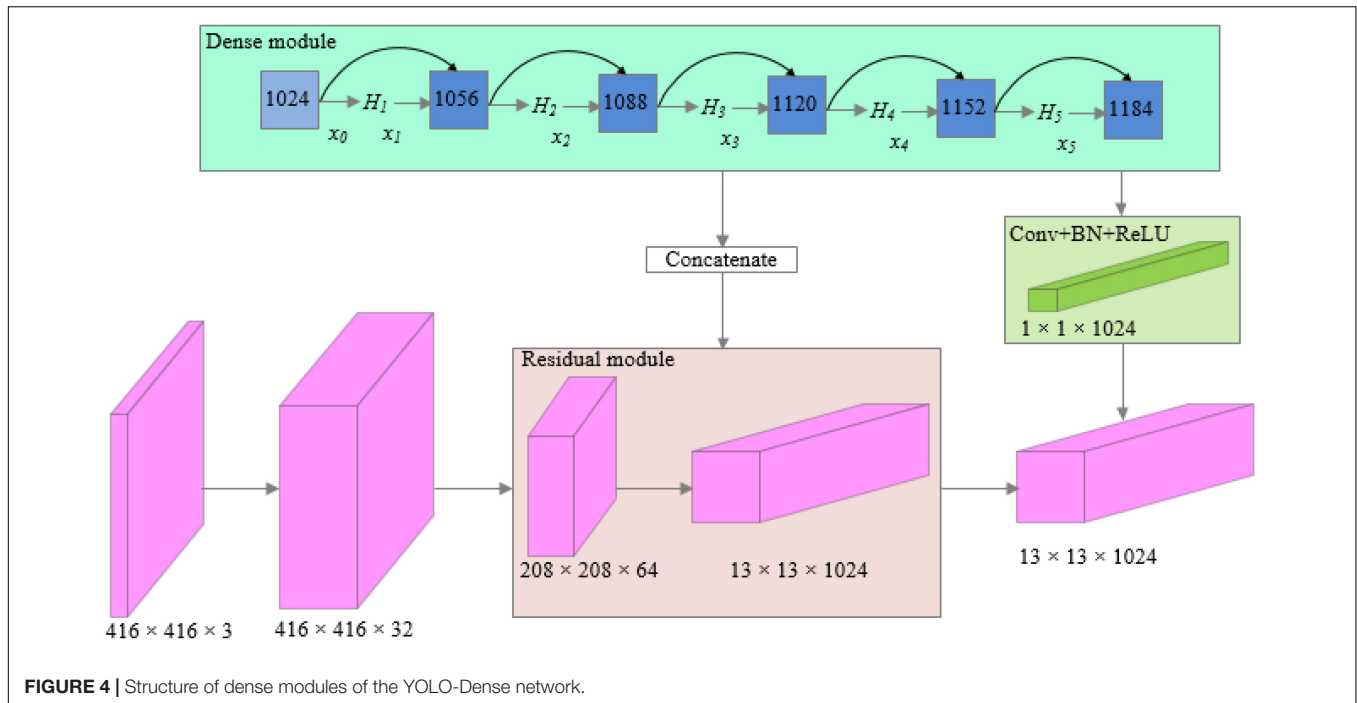 Dense module
1024 H1 1056 H2 1088 H3 1120 H4 1152 H5 1184
x0 x1 x2 x3 x4 x5
Conv+BN+ReLU
Concatenate
1 × 1 × 1024
Residual module
208 × 208 × 64 13 × 13 × 1024
13 × 13 × 1024
416 × 416 × 3 416 × 416 × 32
FIGURE 4 | Structure of dense modules of the YOLO-Dense network.